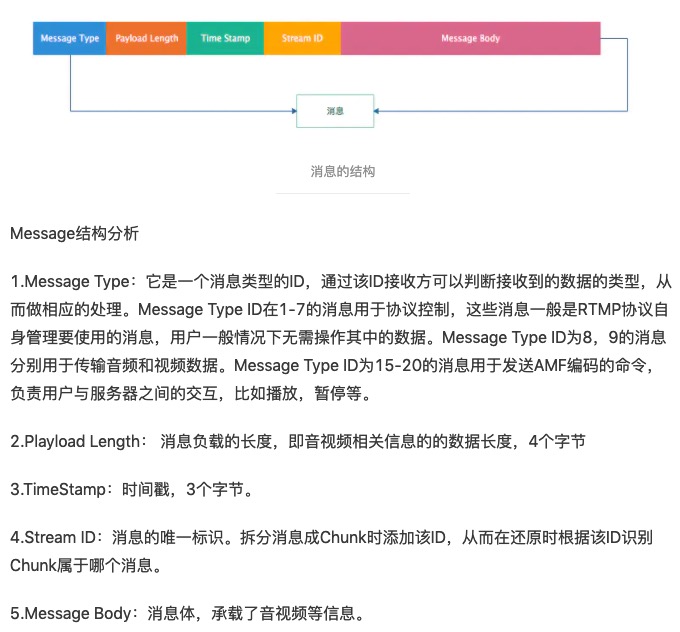 Message Type Payload Length Time Stamp Stream ID Message Body
消息
消息的结构
Message结构分析
1.Message Type：它是一个消息类型的ID，通过该ID接收方可以判断接收到的数据的类型，从
而做相应的处理。Message Type ID在1-7的消息用于协议控制，这些消息一般是RTMP协议自
身管理要使用的消息，用户一般情况下无需操作其中的数据。Message Type ID为8，9的消息
分别用于传输音频和视频数据。Message Type ID为15-20的消息用于发送AMF编码的命令，
负责用户与服务器之间的交互，比如播放，暂停等。
2.Playload Length： 消息负载的长度，即音视频相关信息的的数据长度，4个字节
3.TimeStamp：时间戳，3个字节。
4.Stream ID：消息的唯一标识。拆分消息成Chunk时添加该ID，从而在还原时根据该ID识别
Chunk属于哪个消息。
5.Message Body：消息体，承载了音视频等信息。